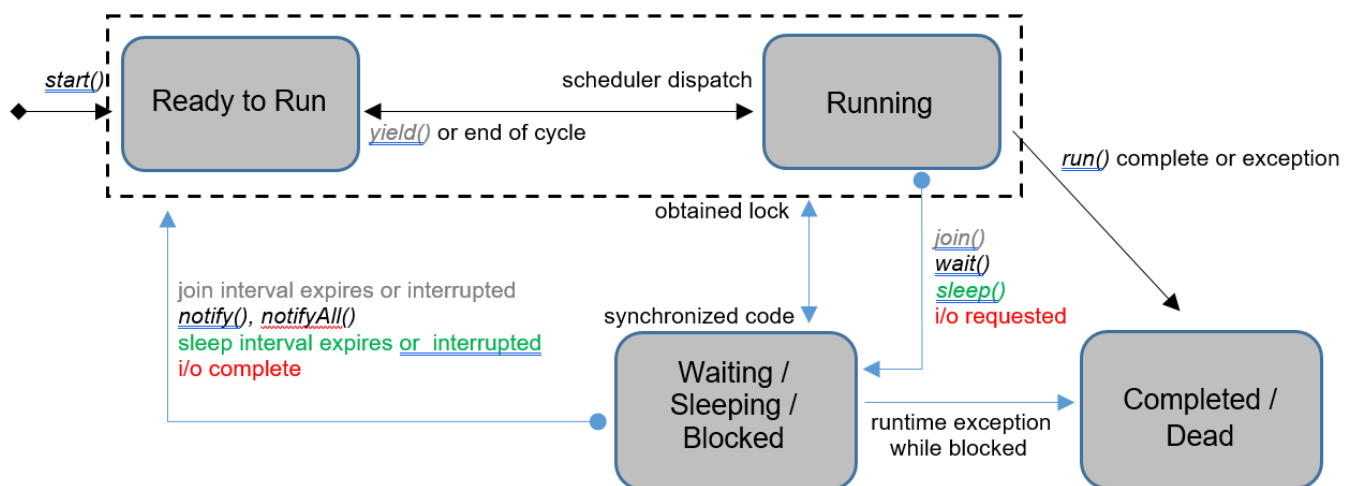 start()
Ready to Run
scheduler dispatch
yield() or end of cycle
Running
run() complete or exception
obtained lock
join()
wait()
sleep()
i/o requested
join interval expires or interrupted
notify(), notifyAll()
sleep interval expires or  interrupted
i/o complete
synchronized code
Waiting /
Sleeping /
Blocked
runtime exception
while blocked
Completed /
Dead